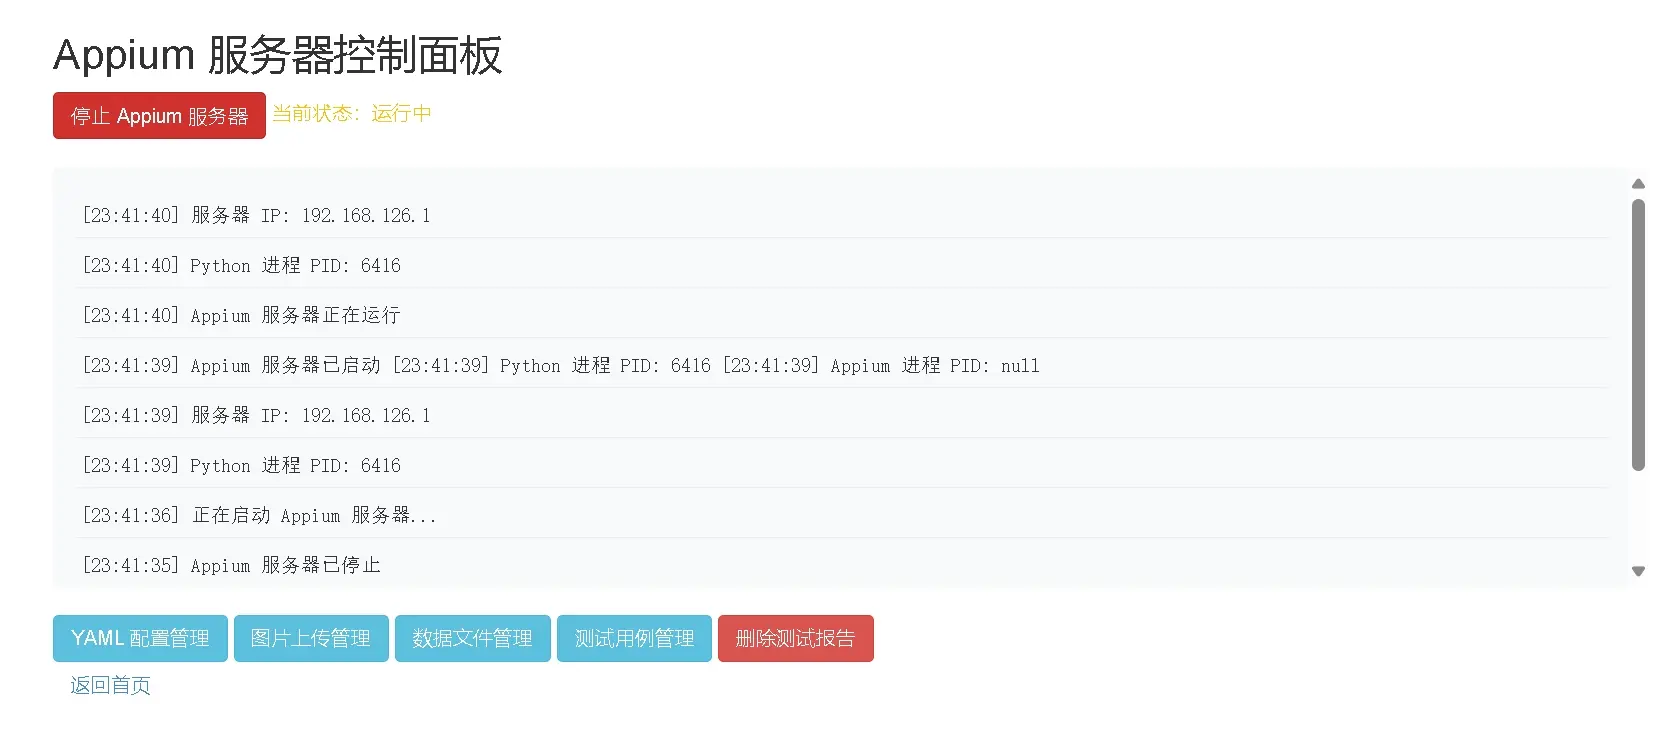 Appium 服务器控制面板
停止 Appium 服务器 当前状态：运行中
[23:41:40] 服务器 IP: 192.168.126.1
[23:41:40] Python 进程 PID: 6416
[23:41:40] Appium 服务器正在运行
[23:41:39] Appium 服务器已启动 [23:41:39] Python 进程 PID: 6416 [23:41:39] Appium 进程 PID: null
[23:41:39] 服务器 IP: 192.168.126.1
[23:41:39] Python 进程 PID: 6416
[23:41:36] 正在启动 Appium 服务器...
[23:41:35] Appium 服务器已停止
YAML 配置管理 图片上传管理 数据文件管理 测试用例管理 删除测试报告
返回首页